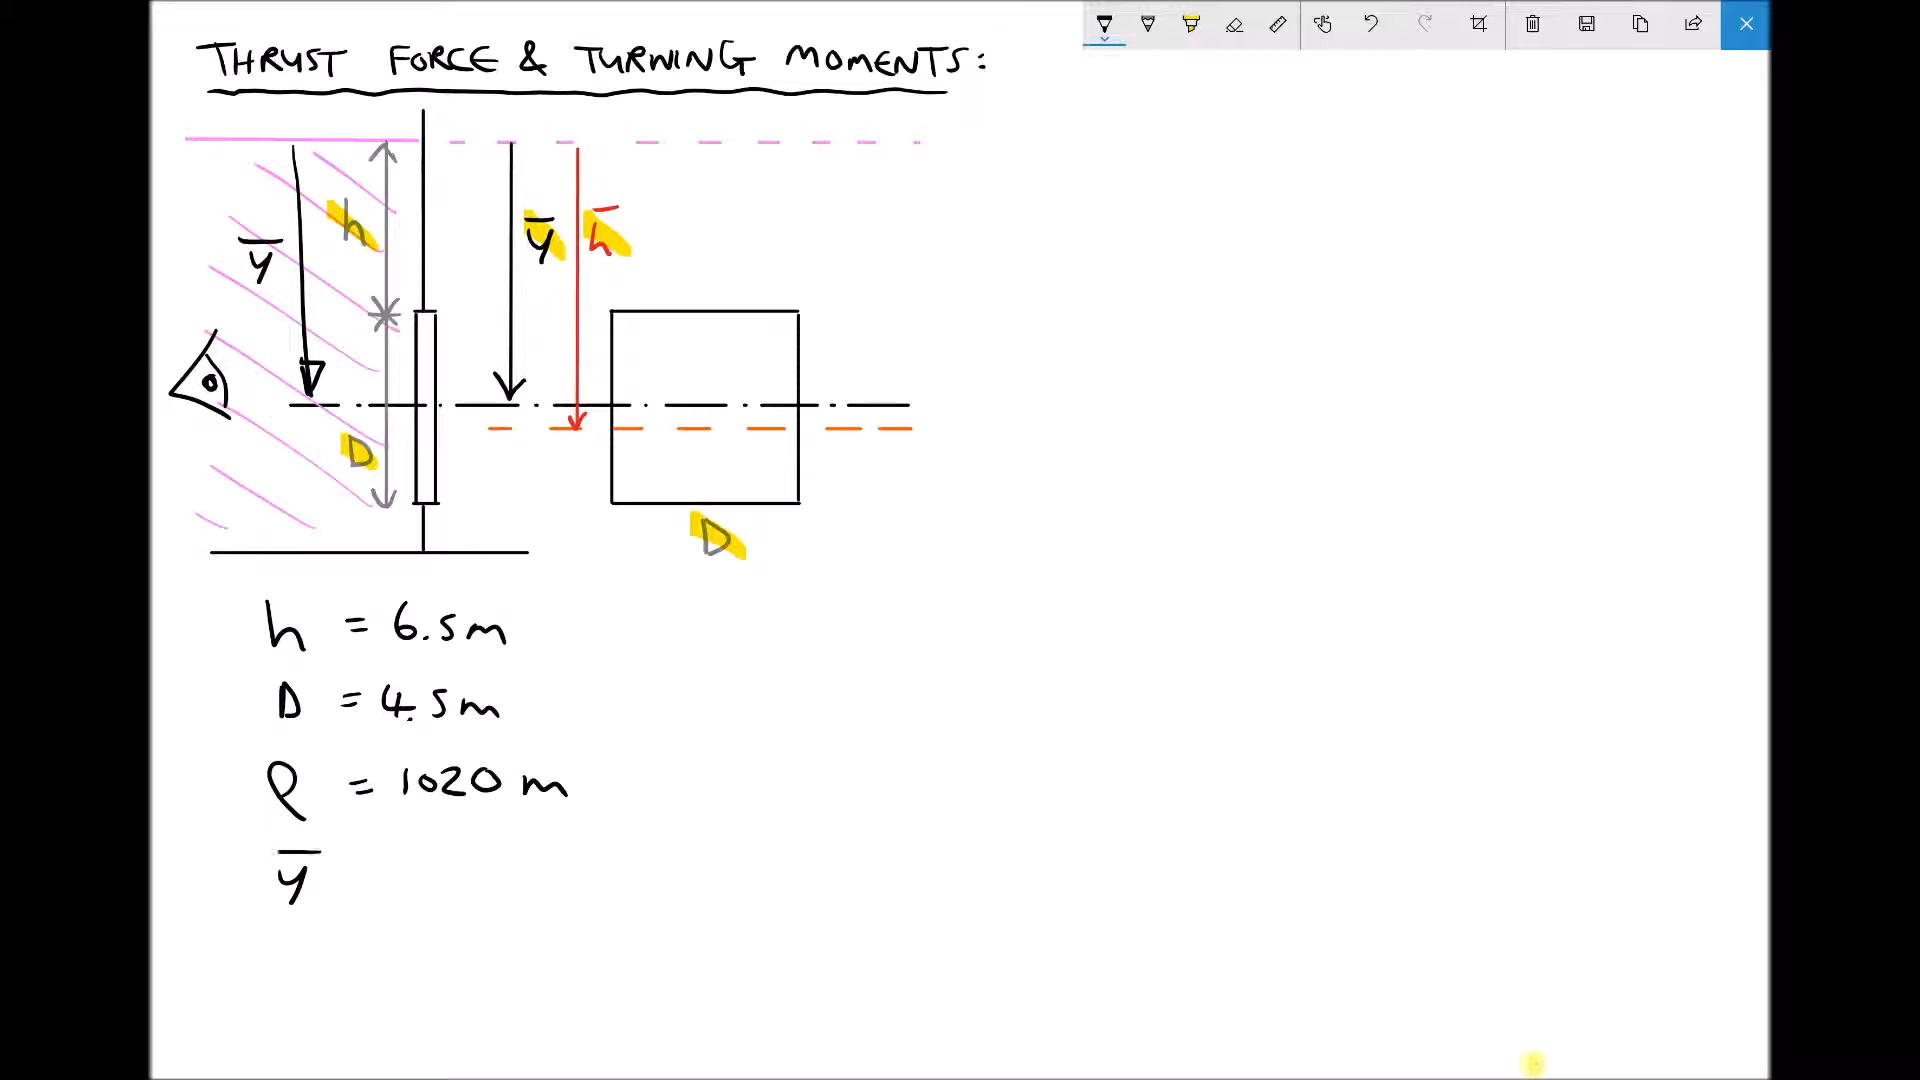 THRUST FORCE & TURNING MOMENTS:
h
y̅
y̅
h̅
D
D
h = 6.5m
D = 4.5m
ρ = 1020 m
y̅